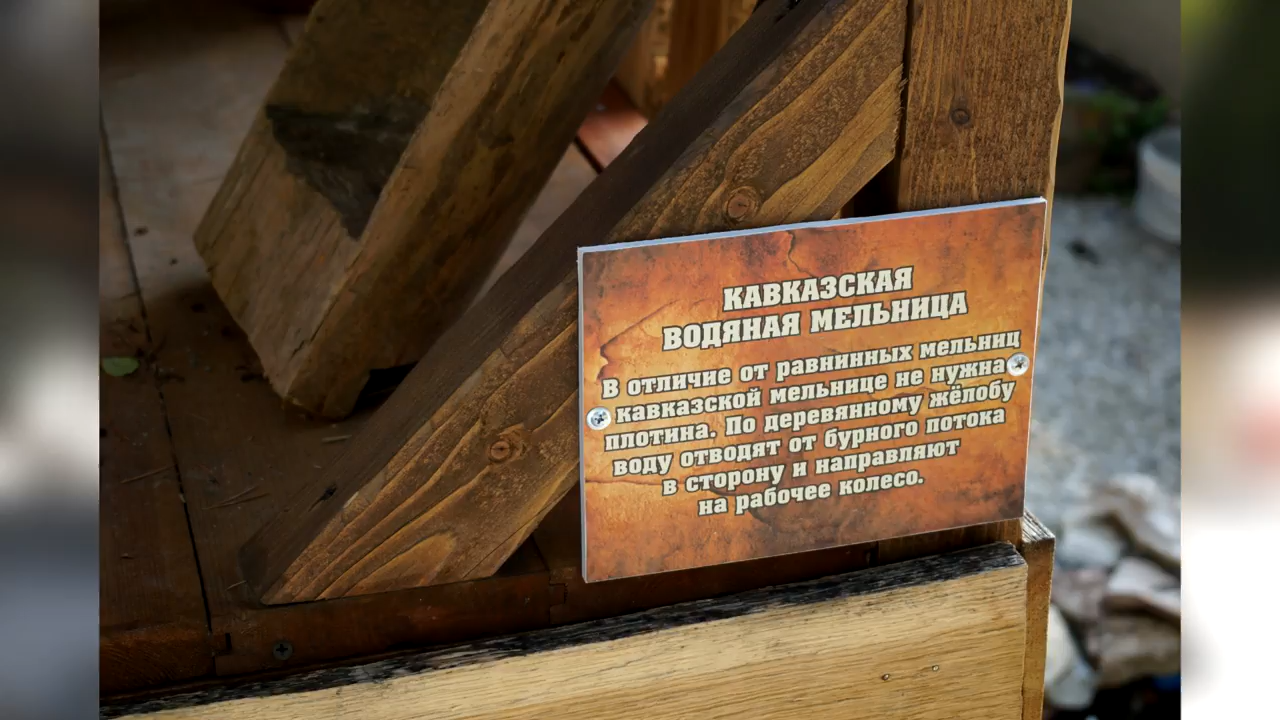 КАВКАЗСКАЯ
ВОДЯНАЯ МЕЛЬНИЦА
В отличие от равнинных мельниц
кавказской мельнице не нужна
плотина. По деревянному жёлобу
воду отводят от бурного потока
в сторону и направляют
на рабочее колесо.